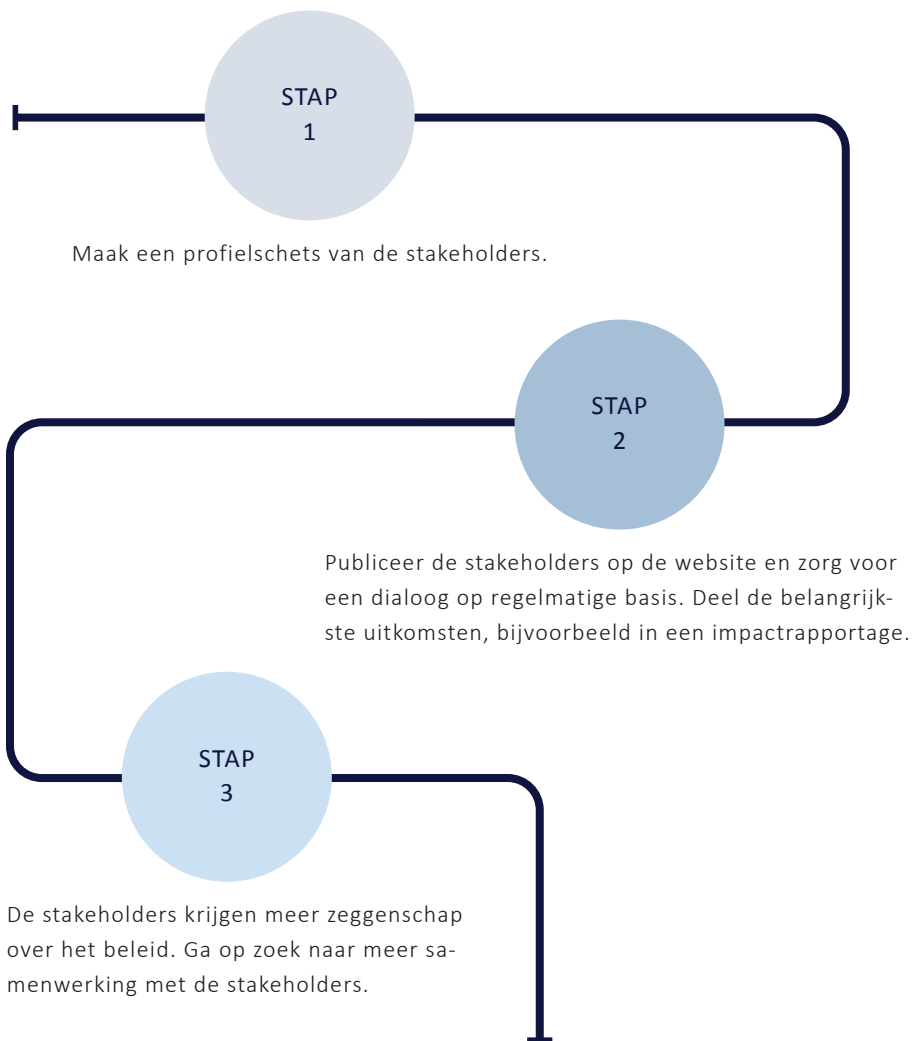 STAP
1
Maak een profielschets van de stakeholders.
STAP
2
Publiceer de stakeholders op de website en zorg voor
een dialoog op regelmatige basis. Deel de belangrijk-
ste uitkomsten, bijvoorbeeld in een impactrapportage.
STAP
3
De stakeholders krijgen meer zeggenschap
over het beleid. Ga op zoek naar meer sa-
menwerking met de stakeholders.